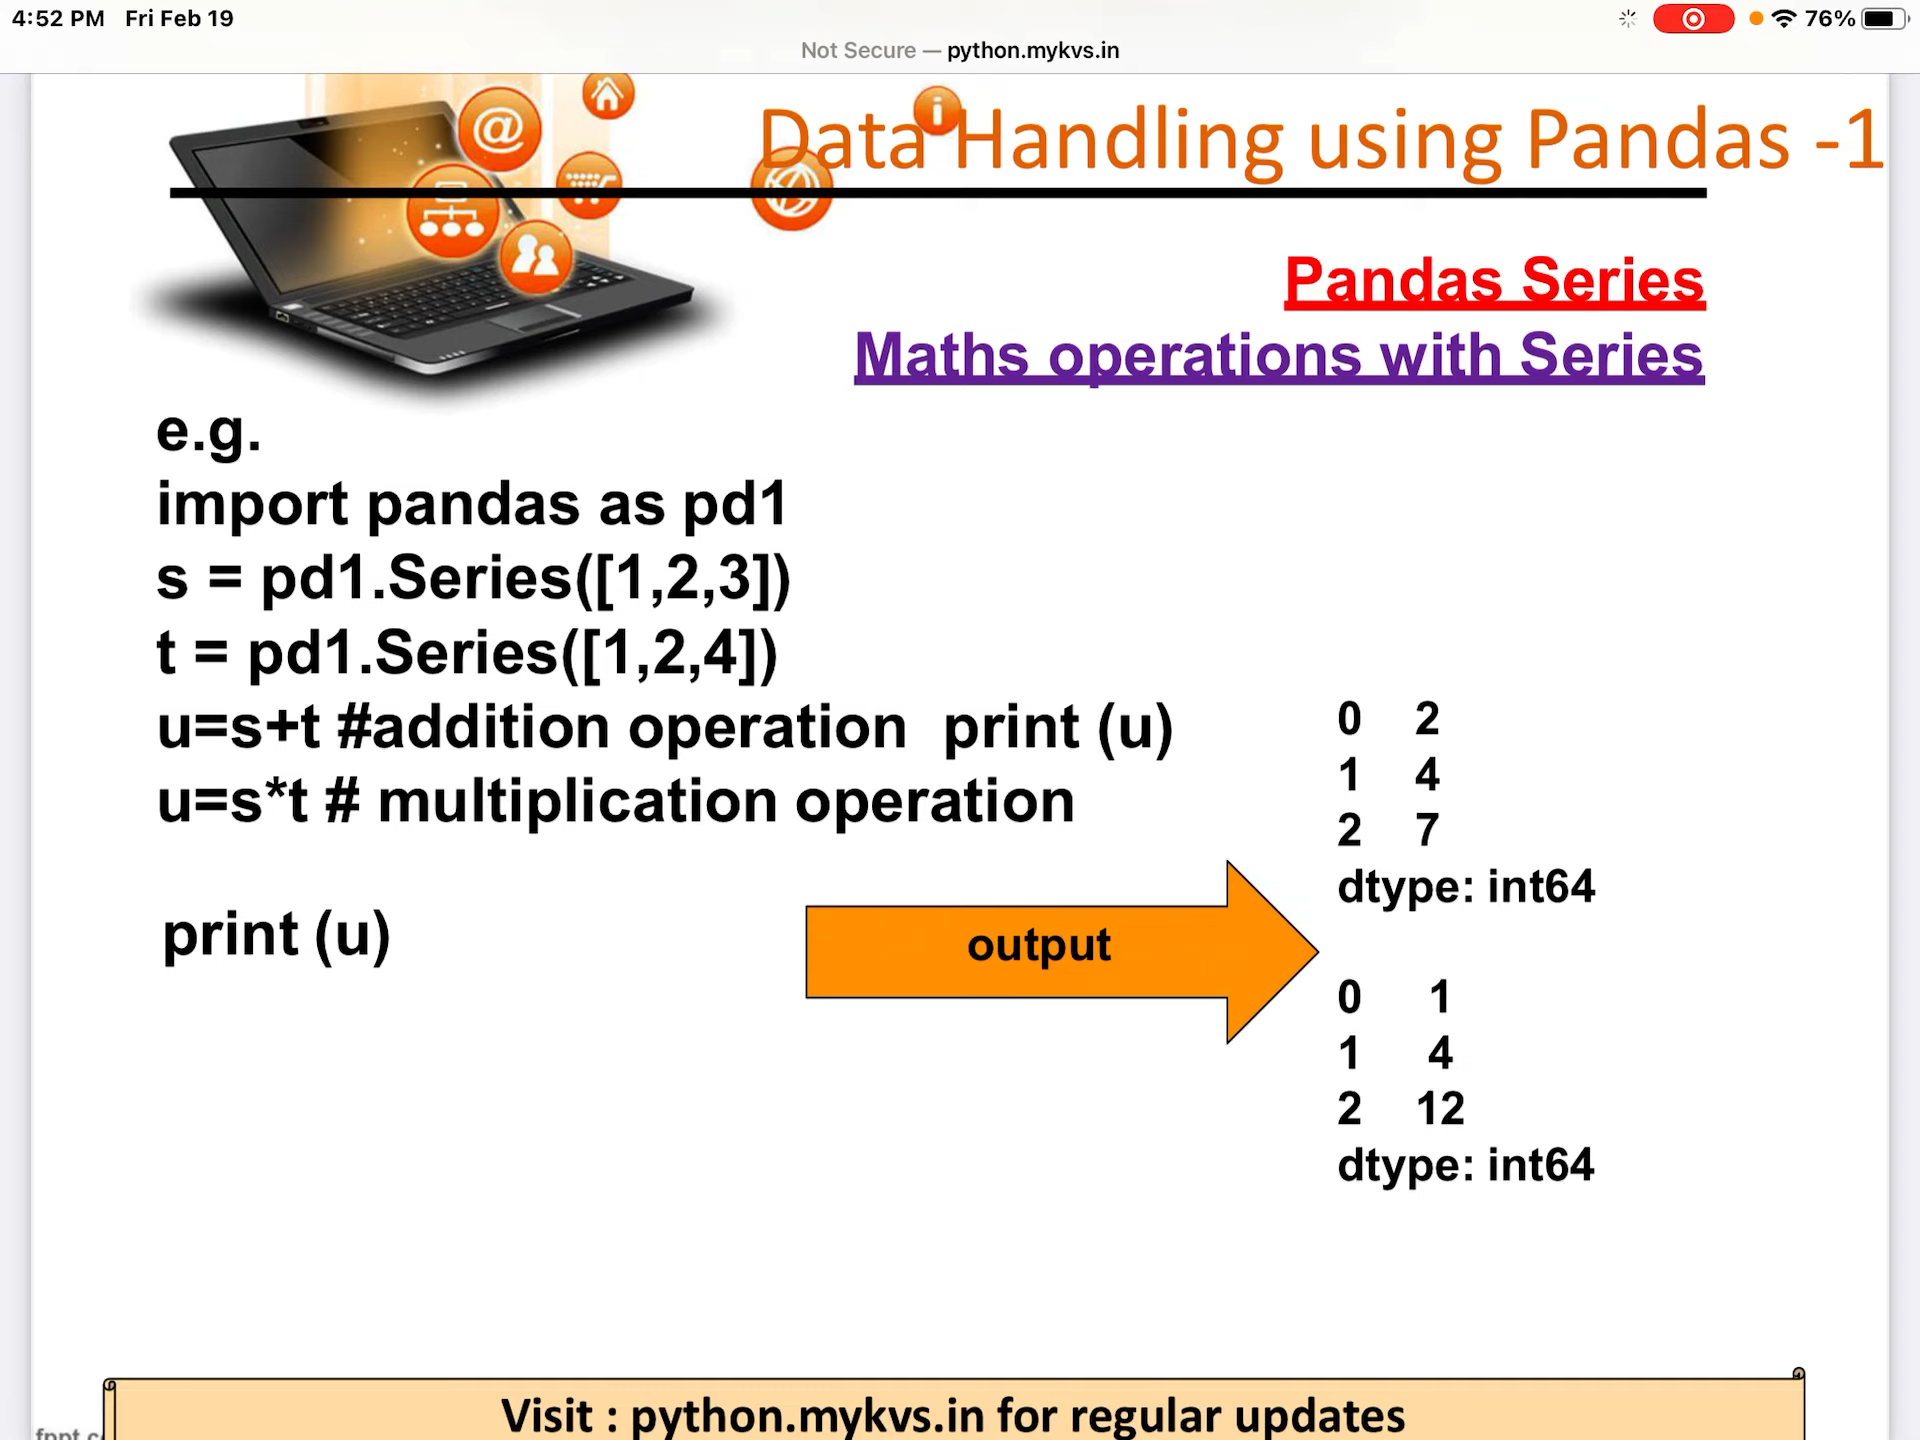 4:52 PM Fri Feb 19
76%
Not Secure — python.mykvs.in
Data Handling using Pandas -1
Pandas Series
Maths operations with Series
e.g.
import pandas as pd1
s = pd1.Series([1,2,3])
t = pd1.Series([1,2,4])
u=s+t #addition operation print (u)
u=s*t # multiplication operation
print (u)
output
0 2
1 4
2 7
dtype: int64
0 1
1 4
2 12
dtype: int64
Visit : python.mykvs.in for regular updates